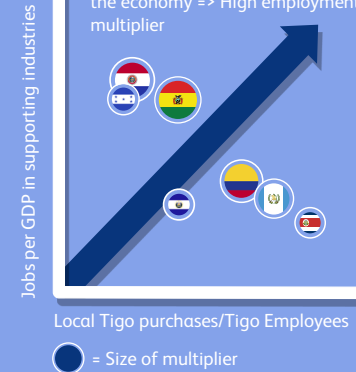 the economy => High employment
multiplier
Jobs per GDP in supporting industries
Local Tigo purchases/Tigo Employees
= Size of multiplier